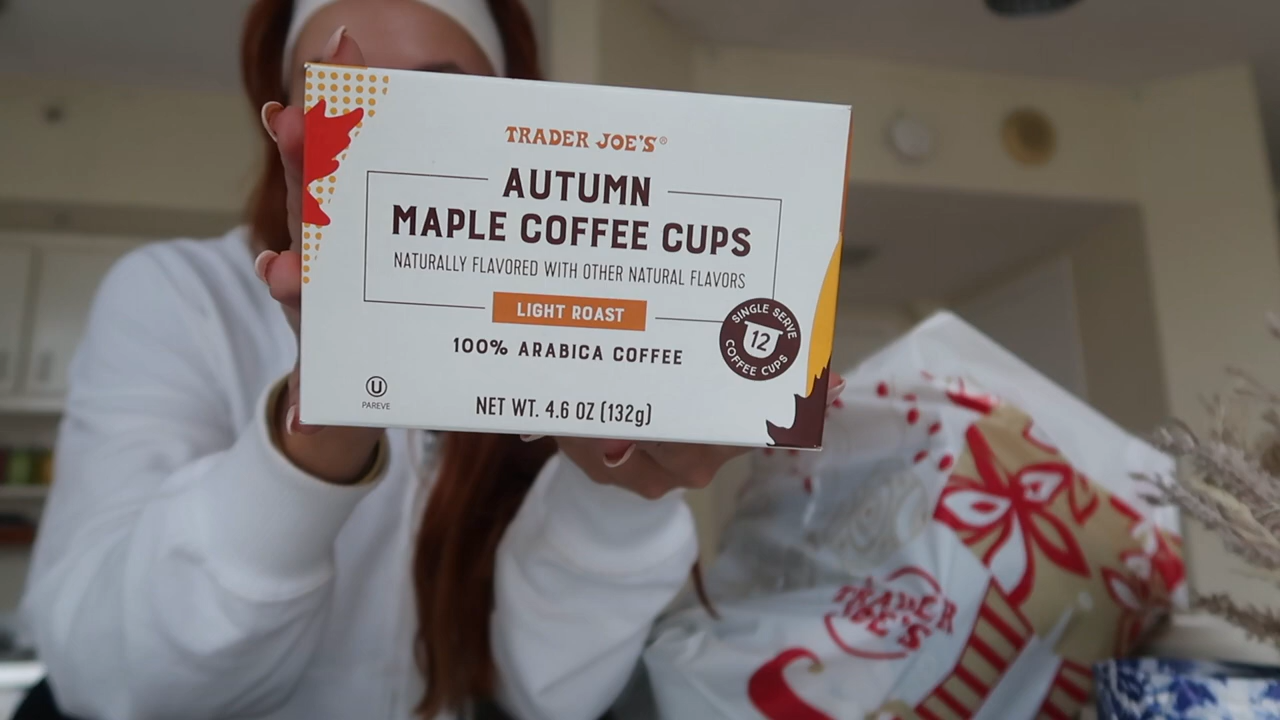 TRADER JOE'S®
AUTUMN
MAPLE COFFEE CUPS
NATURALLY FLAVORED WITH OTHER NATURAL FLAVORS
LIGHT ROAST
100% ARABICA COFFEE
SINGLE SERVE
12
COFFEE CUPS
U
PAREVE
NET WT. 4.6 OZ (132g)
TRADER
JOE'S